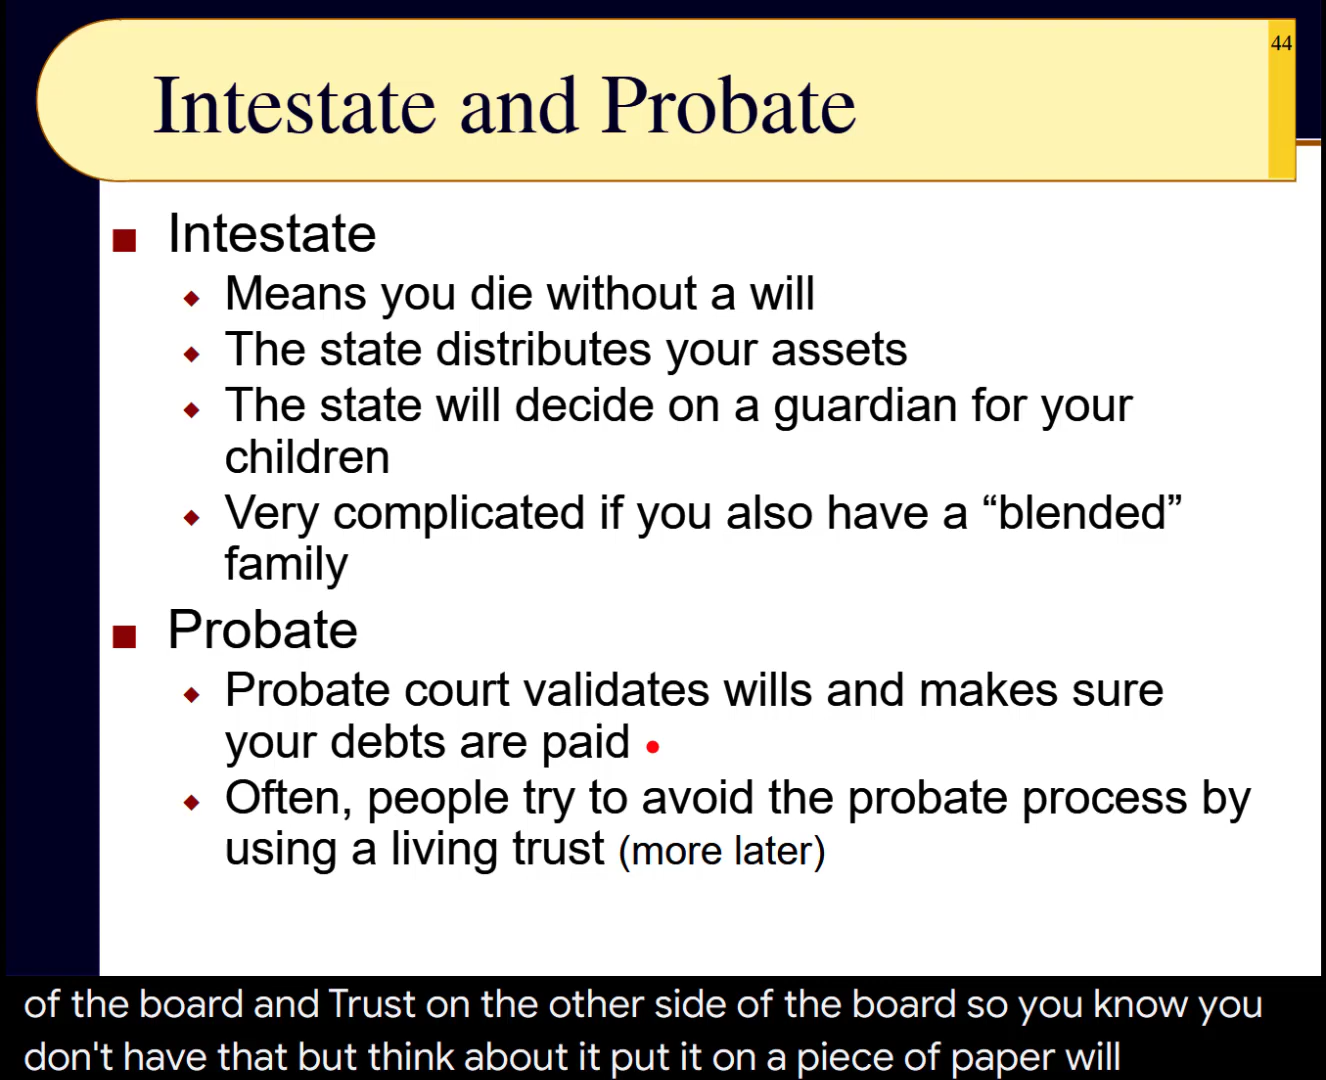 44
Intestate and Probate
Intestate
Means you die without a will
The state distributes your assets
The state will decide on a guardian for your
children
Very complicated if you also have a “blended”
family
Probate
Probate court validates wills and makes sure
your debts are paid
Often, people try to avoid the probate process by
using a living trust (more later)
of the board and Trust on the other side of the board so you know you
don't have that but think about it put it on a piece of paper will